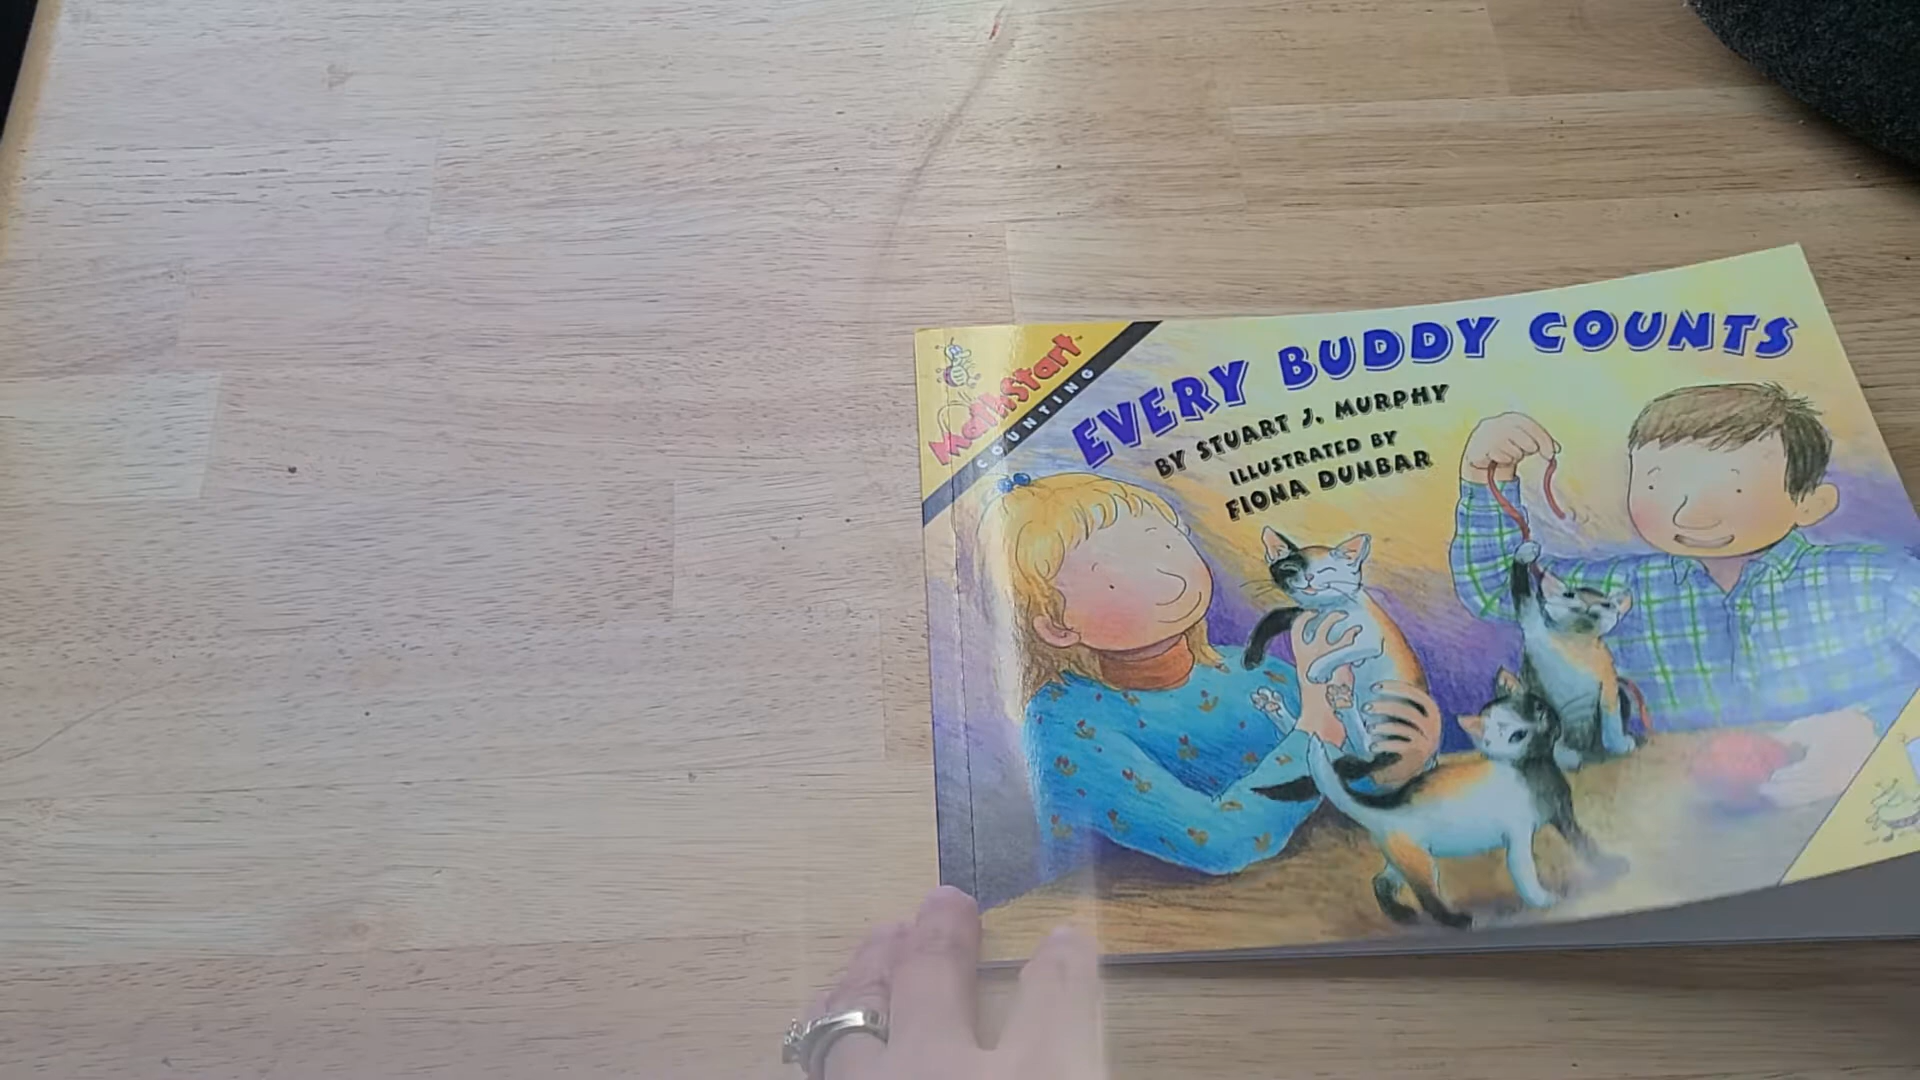 MathStart
COUNTING
EVERY BUDDY COUNTS
BY STUART J. MURPHY
ILLUSTRATED BY
FIONA DUNBAR